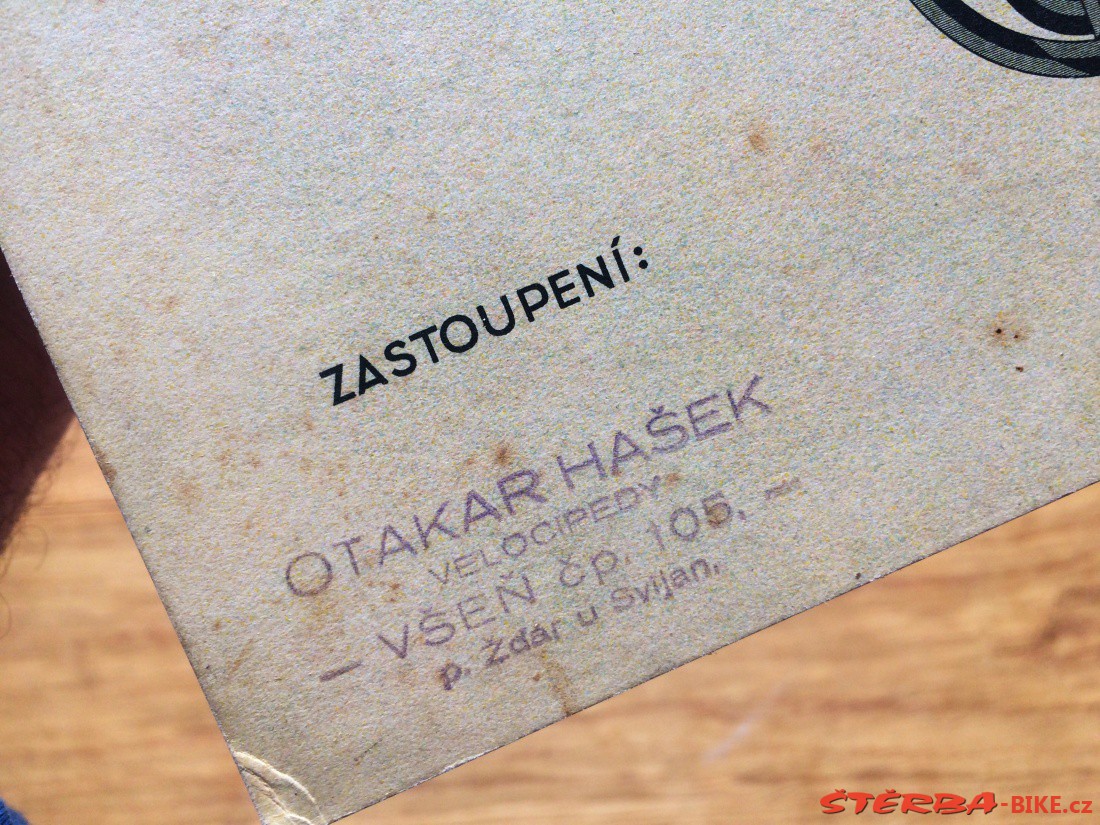 ZASTOUPENÍ:
OTAKAR HAŠEK
VELOCIPEDY
— VŠEŇ čp. 105. —
p. Ždár u Svijan.
ŠTĚRBA-BIKE.cz